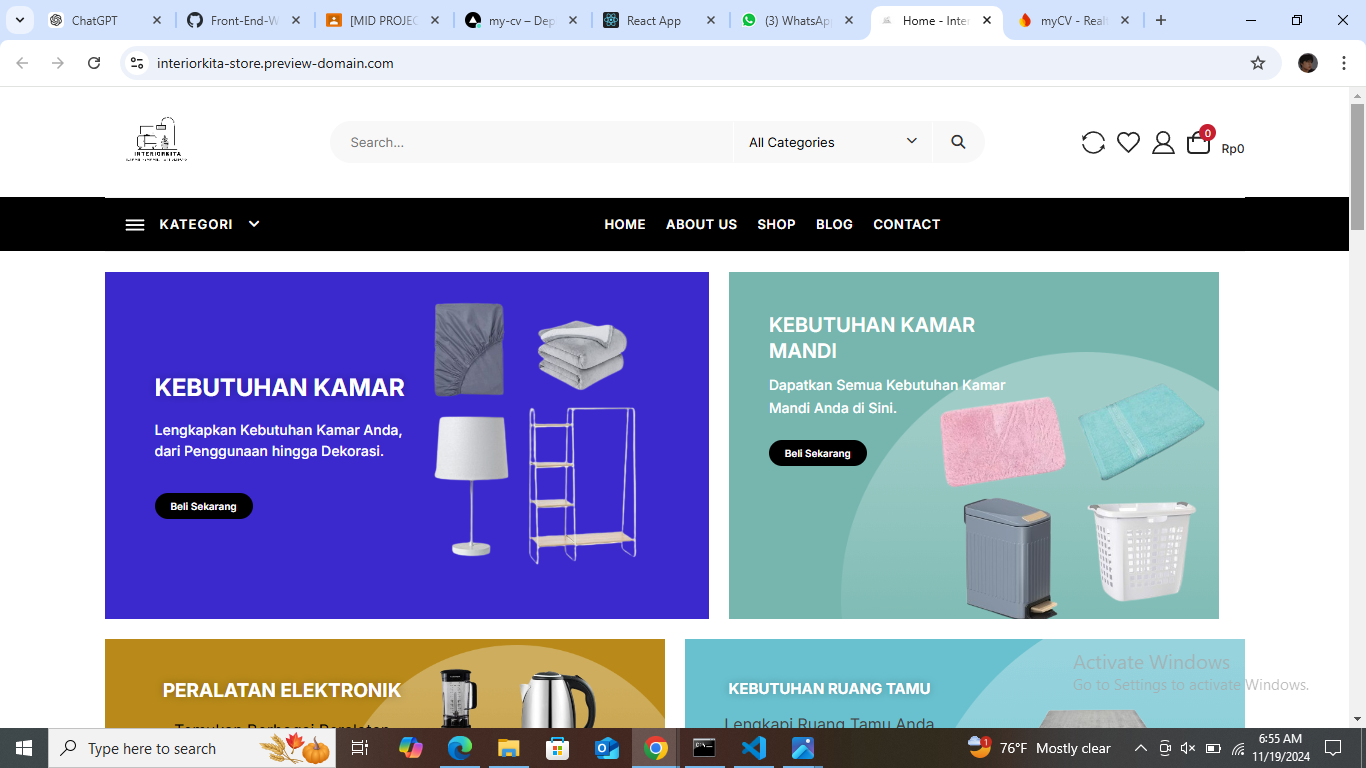 ChatGPT
Front-End-W
[MID PROJEC
my-cv – Dep
React App
(3) WhatsAp
Home - Inter
myCV - Realt
interiorkita-store.preview-domain.com
INTERIORKITA
Search...
All Categories
0
Rp0
KATEGORI
HOME
ABOUT US
SHOP
BLOG
CONTACT
KEBUTUHAN KAMAR
Lengkapkan Kebutuhan Kamar Anda,
dari Penggunaan hingga Dekorasi.
Beli Sekarang
KEBUTUHAN KAMAR
MANDI
Dapatkan Semua Kebutuhan Kamar
Mandi Anda di Sini.
Beli Sekarang
PERALATAN ELEKTRONIK
Temukan Berbagai Peralatan
KEBUTUHAN RUANG TAMU
Lengkapi Ruang Tamu Anda
Activate Windows
Go to Settings to activate Windows.
Type here to search
1
76°F Mostly clear
6:55 AM
11/19/2024